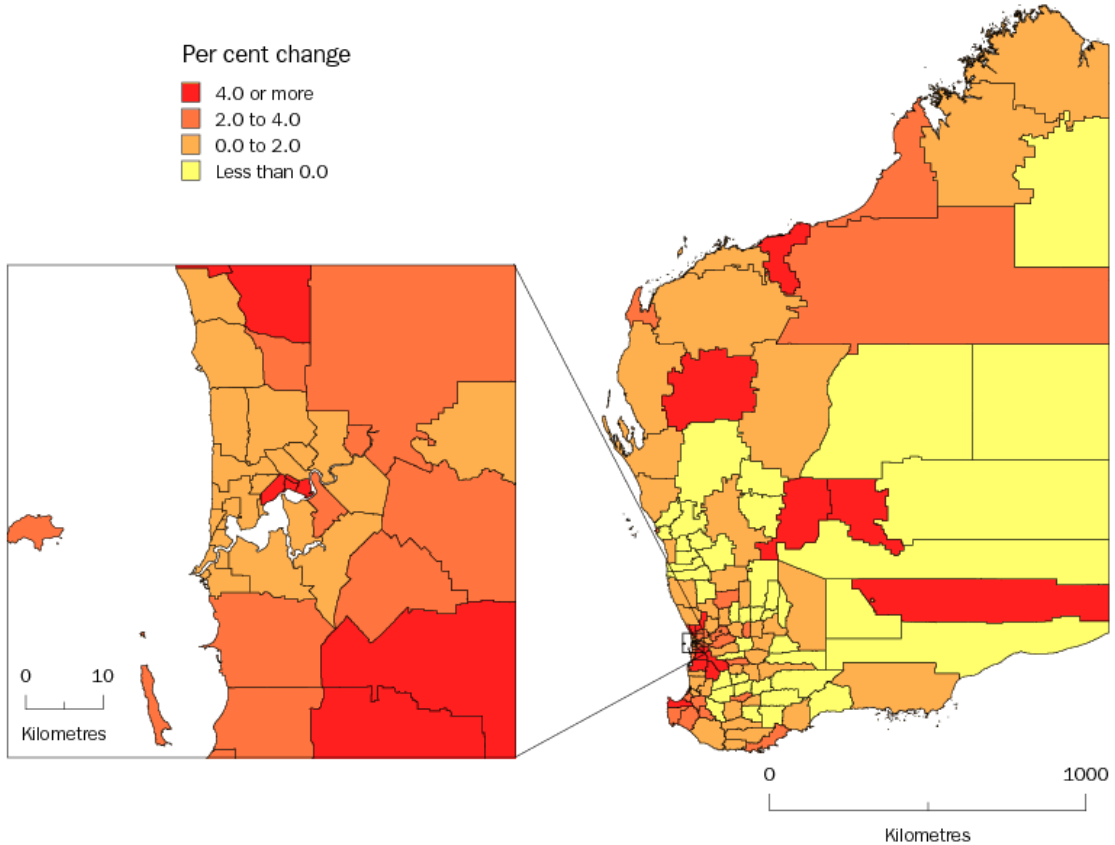 Per cent change
4.0 or more
2.0 to 4.0
0.0 to 2.0
Less than 0.0
0 10
Kilometres
0 1000
Kilometres